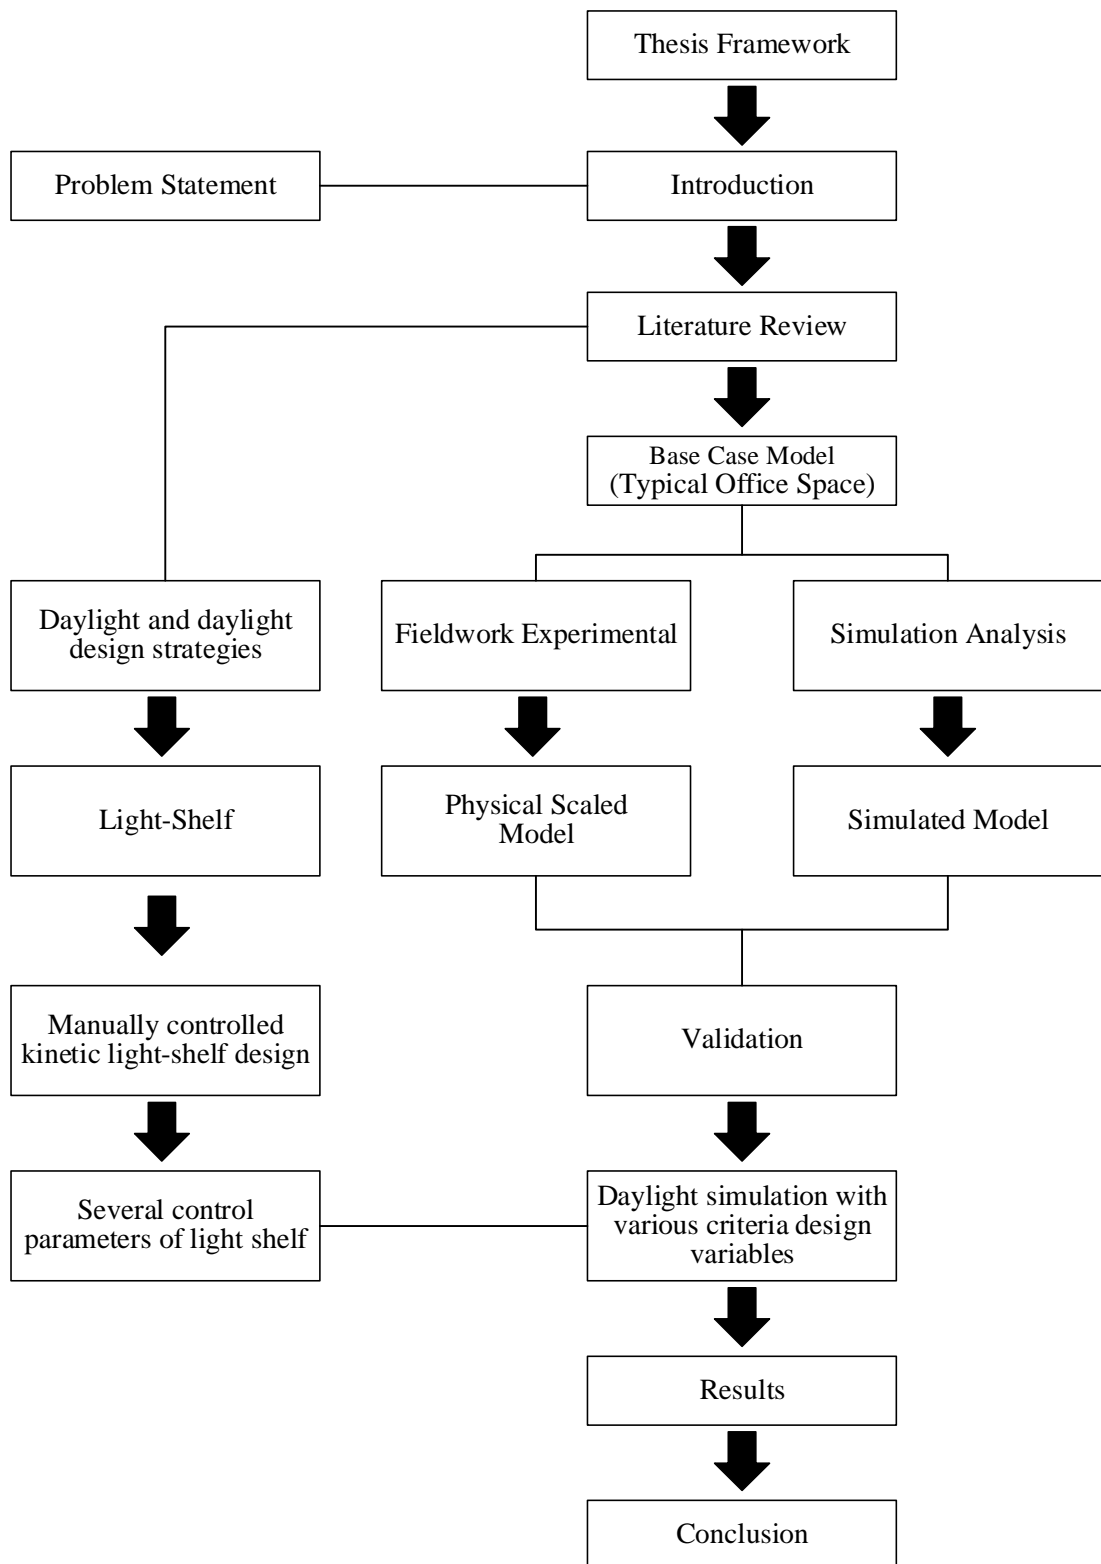 Thesis Framework
Problem Statement
Introduction
Literature Review
Base Case Model
(Typical Office Space)
Daylight and daylight
design strategies
Fieldwork Experimental
Simulation Analysis
Light-Shelf
Physical Scaled
Model
Simulated Model
Manually controlled
kinetic light-shelf design
Validation
Several control
parameters of light shelf
Daylight simulation with
various criteria design
variables
Results
Conclusion